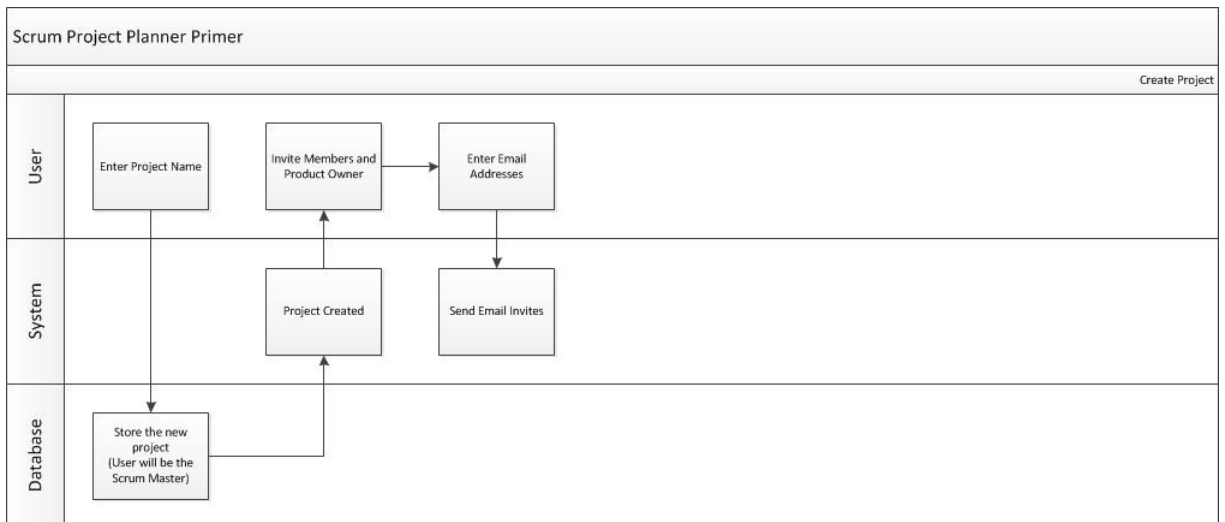 Scrum Project Planner Primer
Create Project
User
Enter Project Name
Invite Members and
Product Owner
Enter Email
Addresses
System
Project Created
Send Email Invites
Database
Store the new
project
(User will be the
Scrum Master)